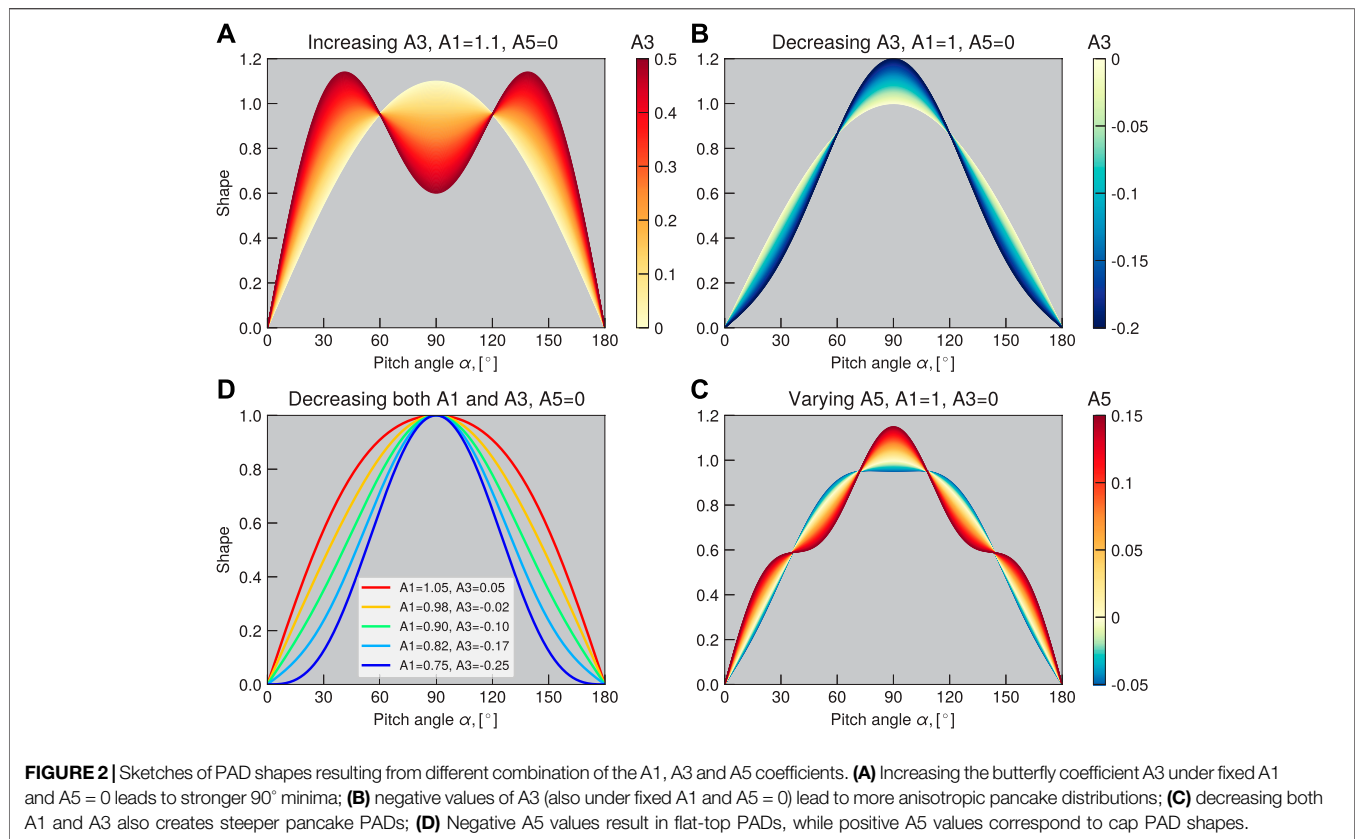 A
Increasing A3, A1=1.1, A5=0
A3
1.2
1.0
0.8
0.6
0.4
0.2
0.0
Shape
0 30 60 90 120 150 180
Pitch angle α, [°]
0.5
0.4
0.3
0.2
0.1
0
B
Decreasing A3, A1=1, A5=0
A3
1.2
1.0
0.8
0.6
0.4
0.2
0.0
0 30 60 90 120 150 180
Pitch angle α, [°]
0
-0.05
-0.1
-0.15
-0.2
D
Decreasing both A1 and A3, A5=0
1.0
0.8
0.6
0.4
0.2
0.0
Shape
A1=1.05, A3=0.05
A1=0.98, A3=-0.02
A1=0.90, A3=-0.10
A1=0.82, A3=-0.17
A1=0.75, A3=-0.25
0 30 60 90 120 150 180
Pitch angle α, [°]
C
Varying A5, A1=1, A3=0
A5
1.2
1.0
0.8
0.6
0.4
0.2
0.0
0 30 60 90 120 150 180
Pitch angle α, [°]
0.15
0.1
0.05
0
-0.05
FIGURE 2 | Sketches of PAD shapes resulting from different combination of the A1, A3 and A5 coefficients. (A) Increasing the butterfly coefficient A3 under fixed A1
and A5 = 0 leads to stronger 90° minima; (B) negative values of A3 (also under fixed A1 and A5 = 0) lead to more anisotropic pancake distributions; (C) decreasing both
A1 and A3 also creates steeper pancake PADs; (D) Negative A5 values result in flat-top PADs, while positive A5 values correspond to cap PAD shapes.